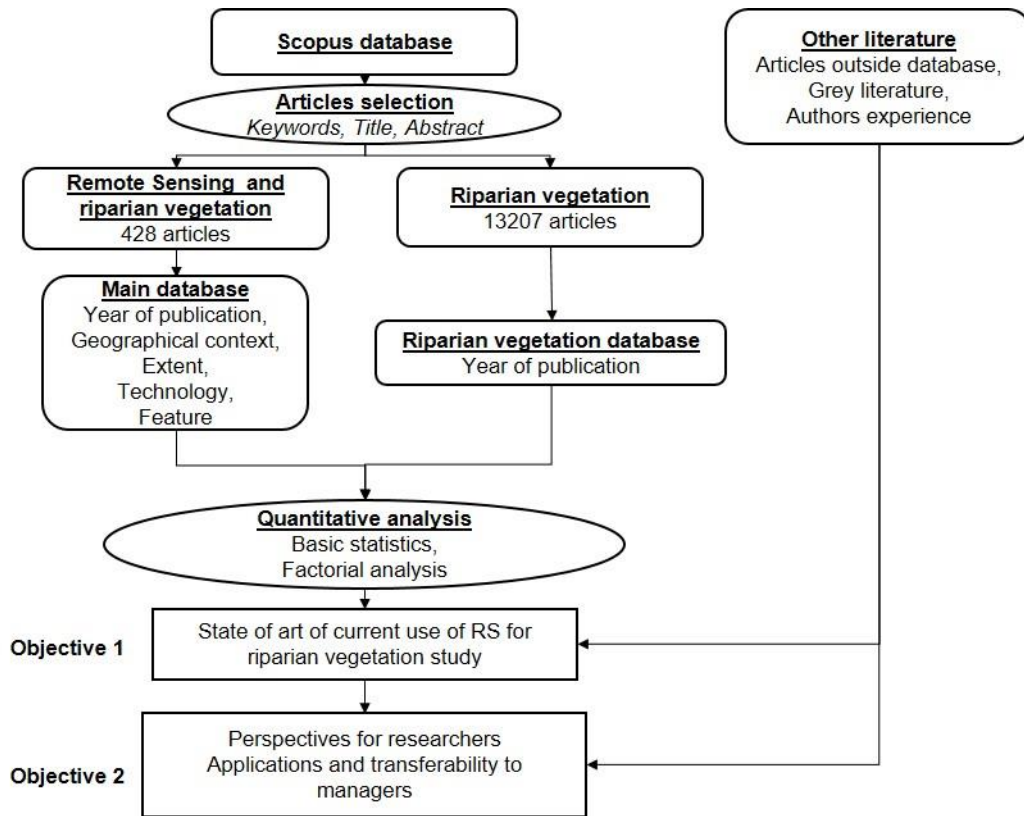 Scopus database
Other literature
Articles outside database,
Grey literature,
Authors experience
Articles selection
Keywords, Title, Abstract
Remote Sensing and
riparian vegetation
428 articles
Riparian vegetation
13207 articles
Main database
Year of publication,
Geographical context,
Extent,
Technology,
Feature
Riparian vegetation database
Year of publication
Quantitative analysis
Basic statistics,
Factorial analysis
Objective 1
State of art of current use of RS for
riparian vegetation study
Objective 2
Perspectives for researchers
Applications and transferability to
managers